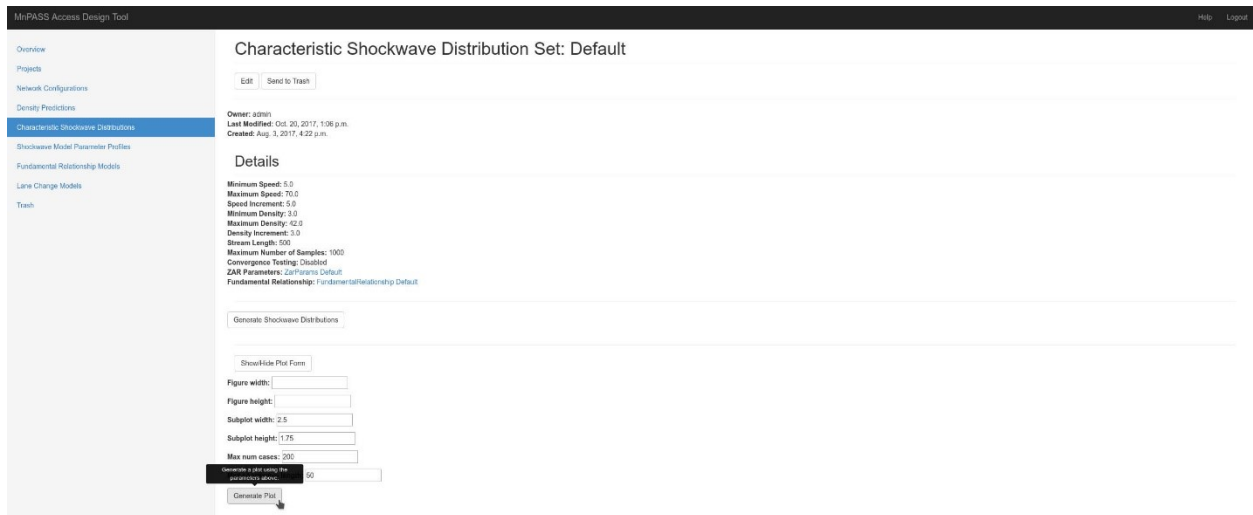 MnPASS Access Design Tool
Help Logout
Overview
Projects
Network Configurations
Density Predictions
Characteristic Shockwave Distributions
Shockwave Model Parameter Profiles
Fundamental Relationship Models
Lane Change Models
Trash
Characteristic Shockwave Distribution Set: Default
Edit Send to Trash
Owner: admin
Last Modified: Oct. 20, 2017, 1:06 p.m.
Created: Aug. 3, 2017, 4:22 p.m.
Details
Minimum Speed: 5.0
Maximum Speed: 70.0
Speed Increment: 5.0
Minimum Density: 3.0
Maximum Density: 42.0
Density Increment: 3.0
Stream Length: 500
Maximum Number of Samples: 1000
Convergence Testing: Disabled
ZAR Parameters: ZarParams Default
Fundamental Relationship: FundamentalRelationship Default
Generate Shockwave Distributions
Show/Hide Plot Form
Figure width:
Figure height:
Subplot width: 2.5
Subplot height: 1.75
Max num cases: 200
Generate a plot using the
parameters above.
50
Generate Plot